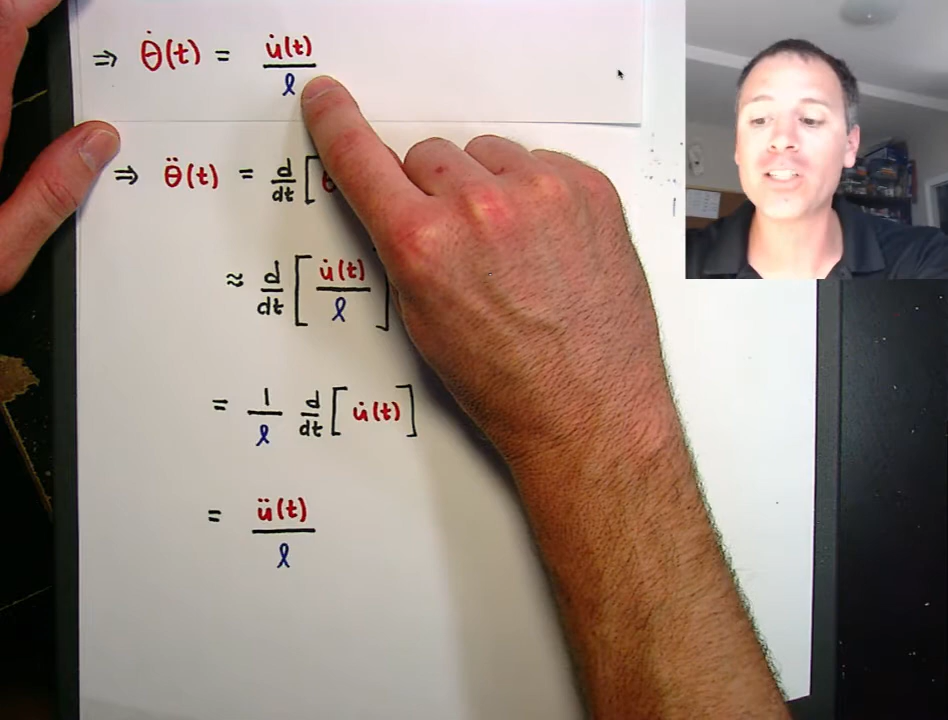 ⇒ θ̇(t) = u̇(t)/ℓ
⇒ θ̈(t) = d/dt [
≈ d/dt [ u̇(t)/ℓ ]
= 1/ℓ d/dt [ u̇(t) ]
= ü(t)/ℓ